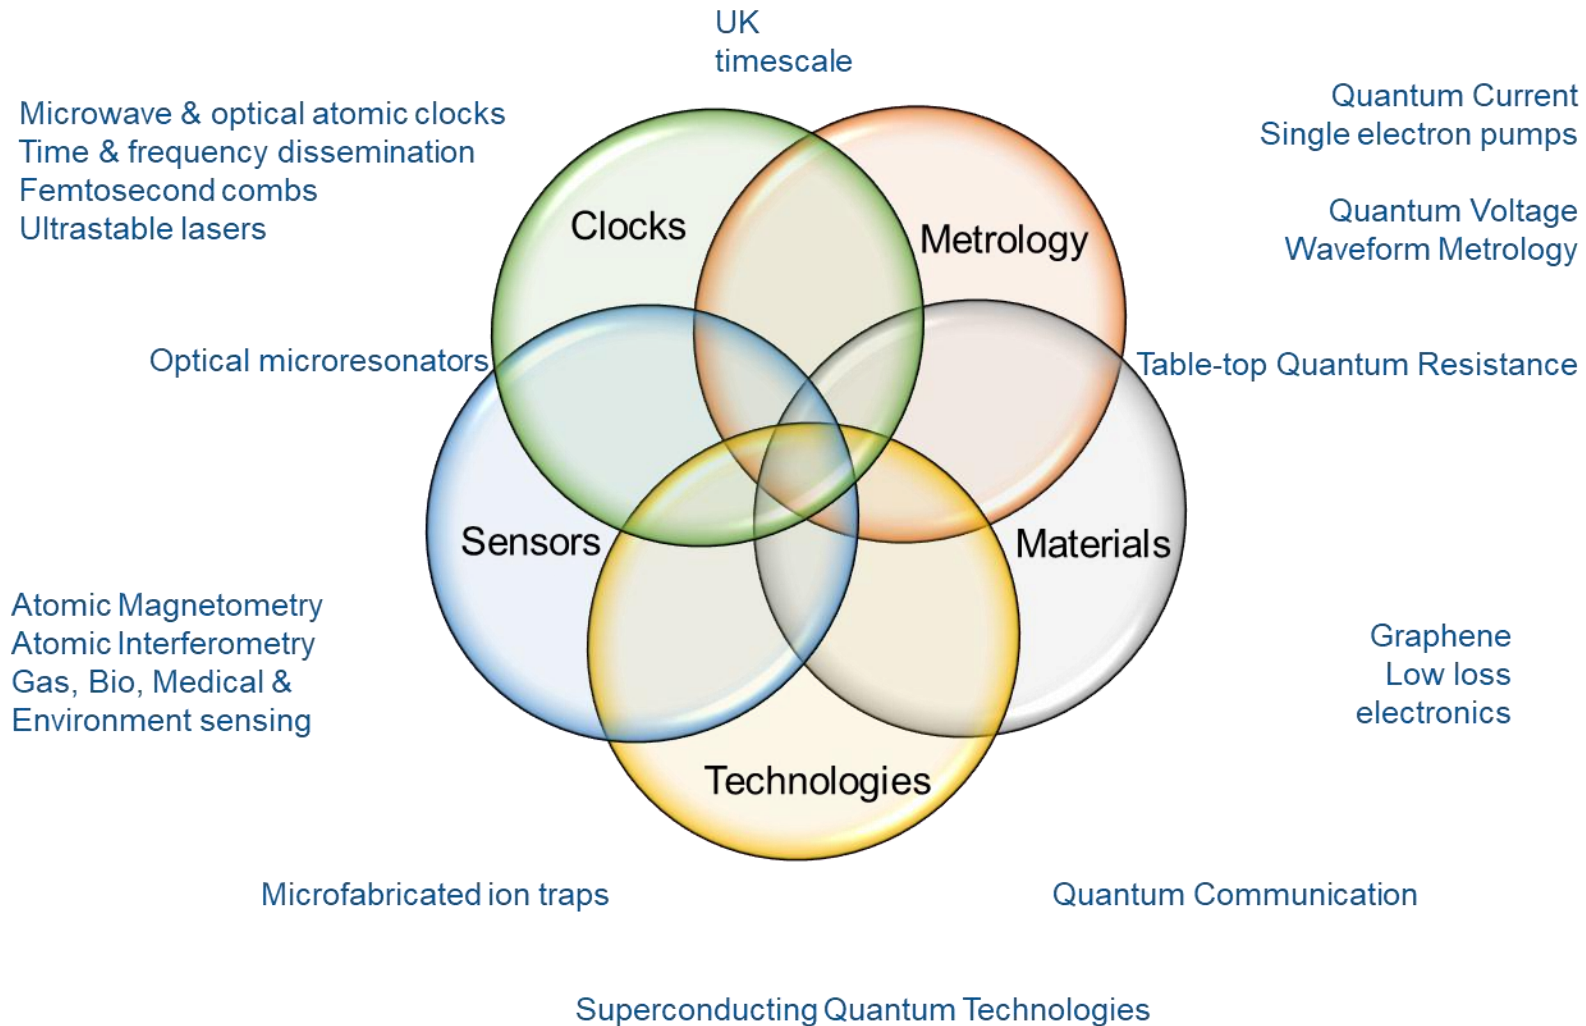 UK
timescale
Microwave & optical atomic clocks
Time & frequency dissemination
Femtosecond combs
Ultrastable lasers
Quantum Current
Single electron pumps
Quantum Voltage
Waveform Metrology
Clocks
Metrology
Optical microresonators
Table-top Quantum Resistance
Sensors
Materials
Atomic Magnetometry
Atomic Interferometry
Gas, Bio, Medical &
Environment sensing
Graphene
Low loss
electronics
Technologies
Microfabricated ion traps
Quantum Communication
Superconducting Quantum Technologies